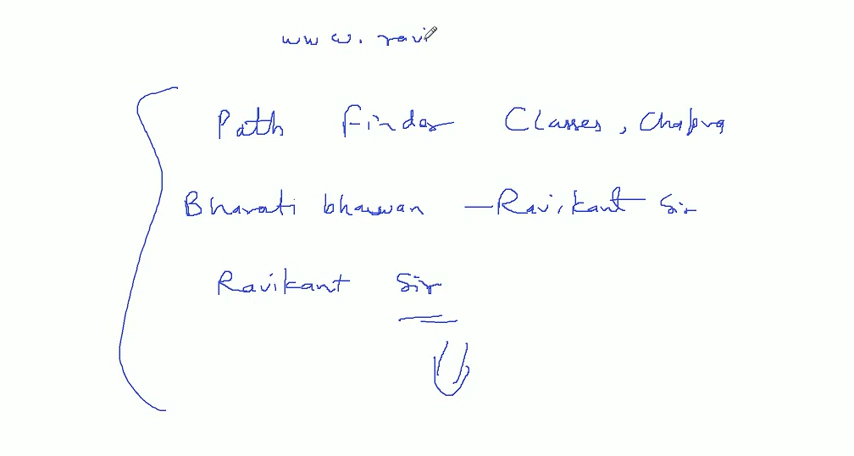 www. ravi
Path Finder Classes, Chapra
Bharati bhawan - Ravikant Sir
Ravikant Sir